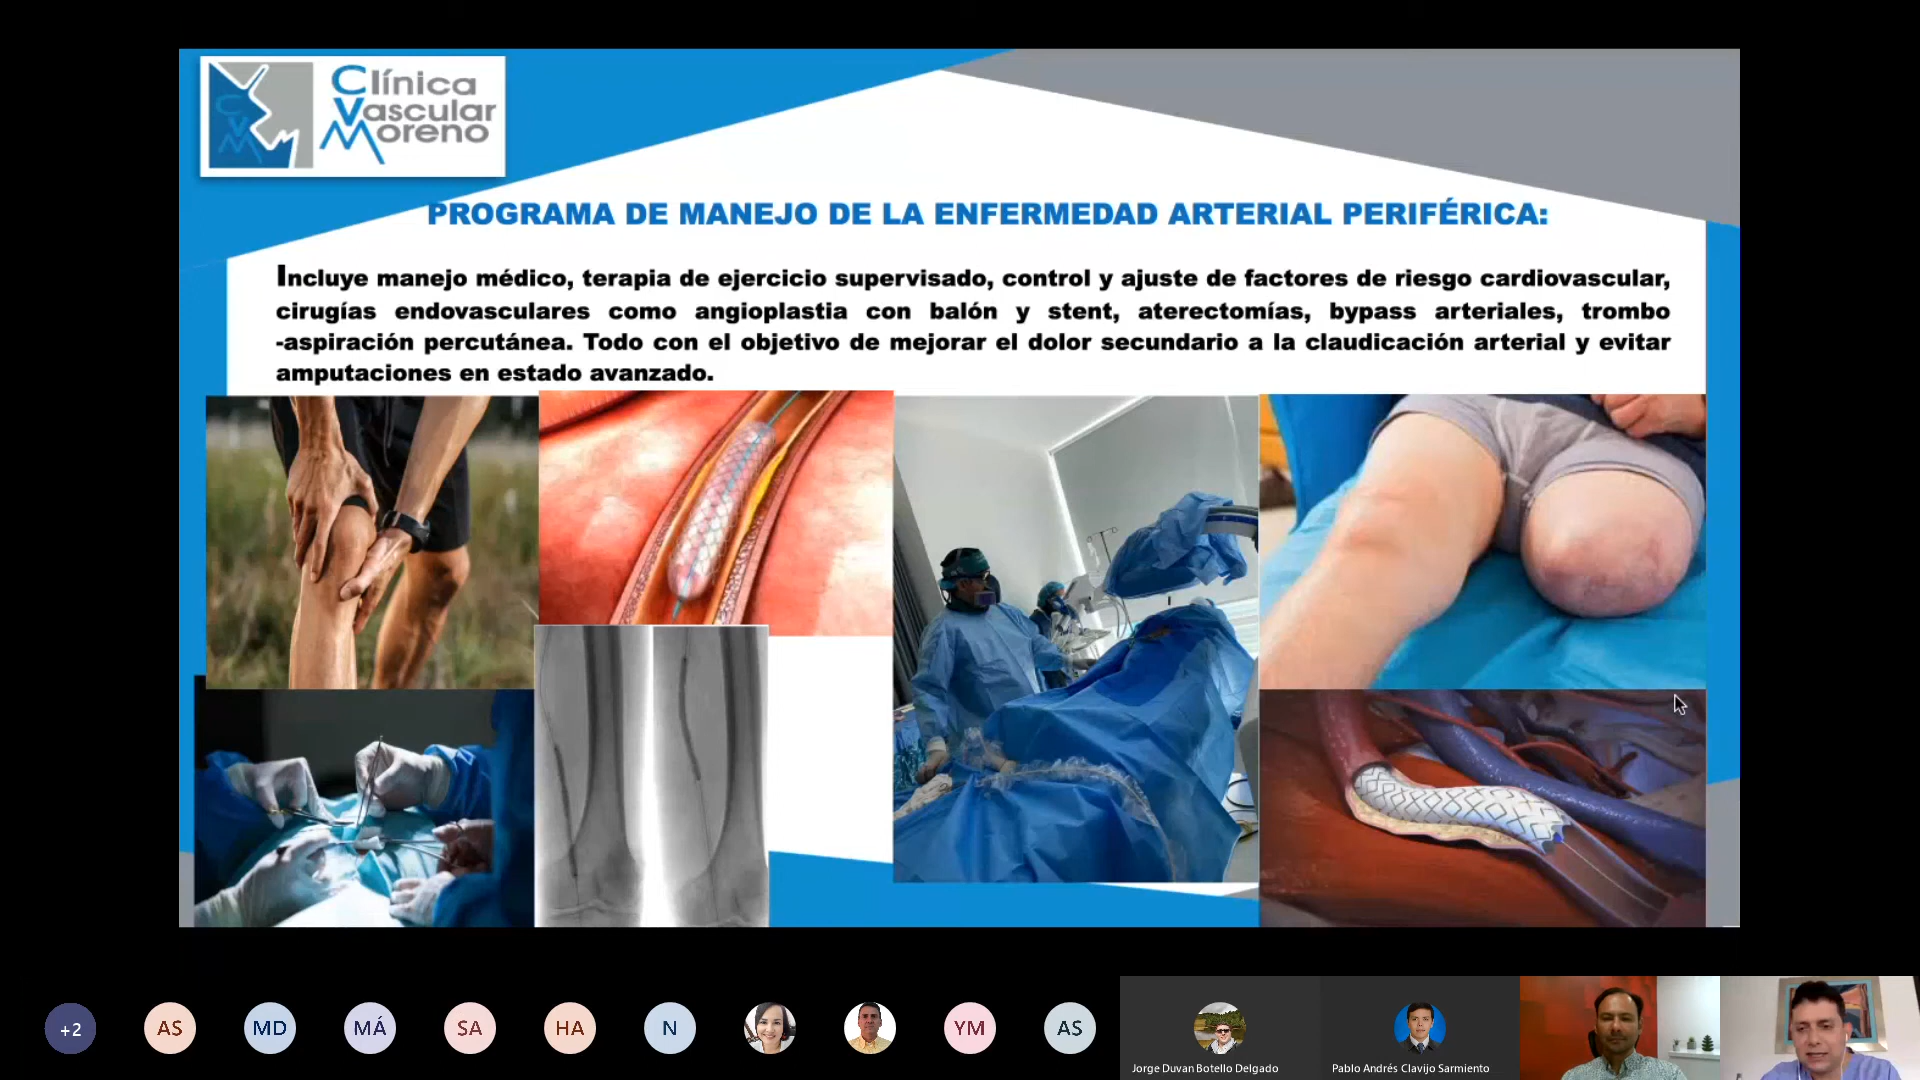 Clínica
Vascular
Moreno
CVM
PROGRAMA DE MANEJO DE LA ENFERMEDAD ARTERIAL PERIFÉRICA:
Incluye manejo médico, terapia de ejercicio supervisado, control y ajuste de factores de riesgo cardiovascular,
cirugías endovasculares como angioplastia con balón y stent, aterectomías, bypass arteriales, trombo
-aspiración percutánea. Todo con el objetivo de mejorar el dolor secundario a la claudicación arterial y evitar
amputaciones en estado avanzado.
+2
AS
MD
MÁ
SA
HA
N
YM
AS
Jorge Duvan Botello Delgado
Pablo Andrés Clavijo Sarmiento